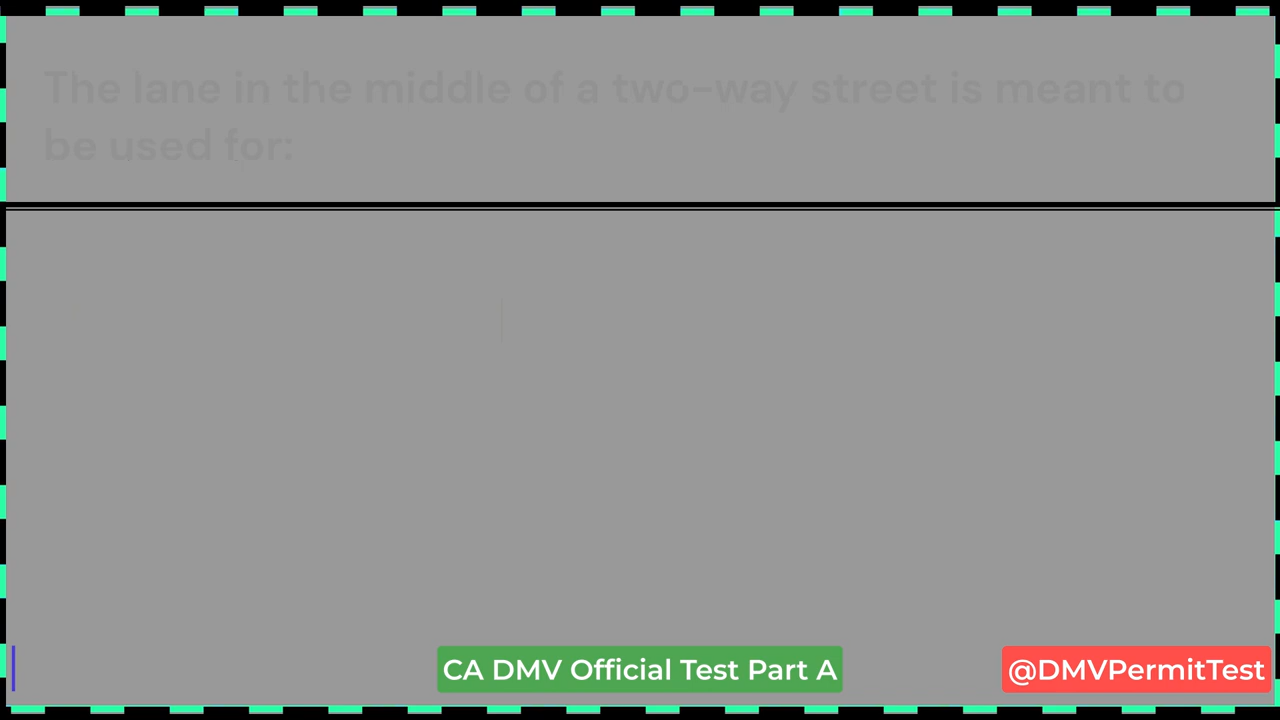 The lane in the middle of a two-way street is meant to
be used for:
CA DMV Official Test Part A
@DMVPermitTest